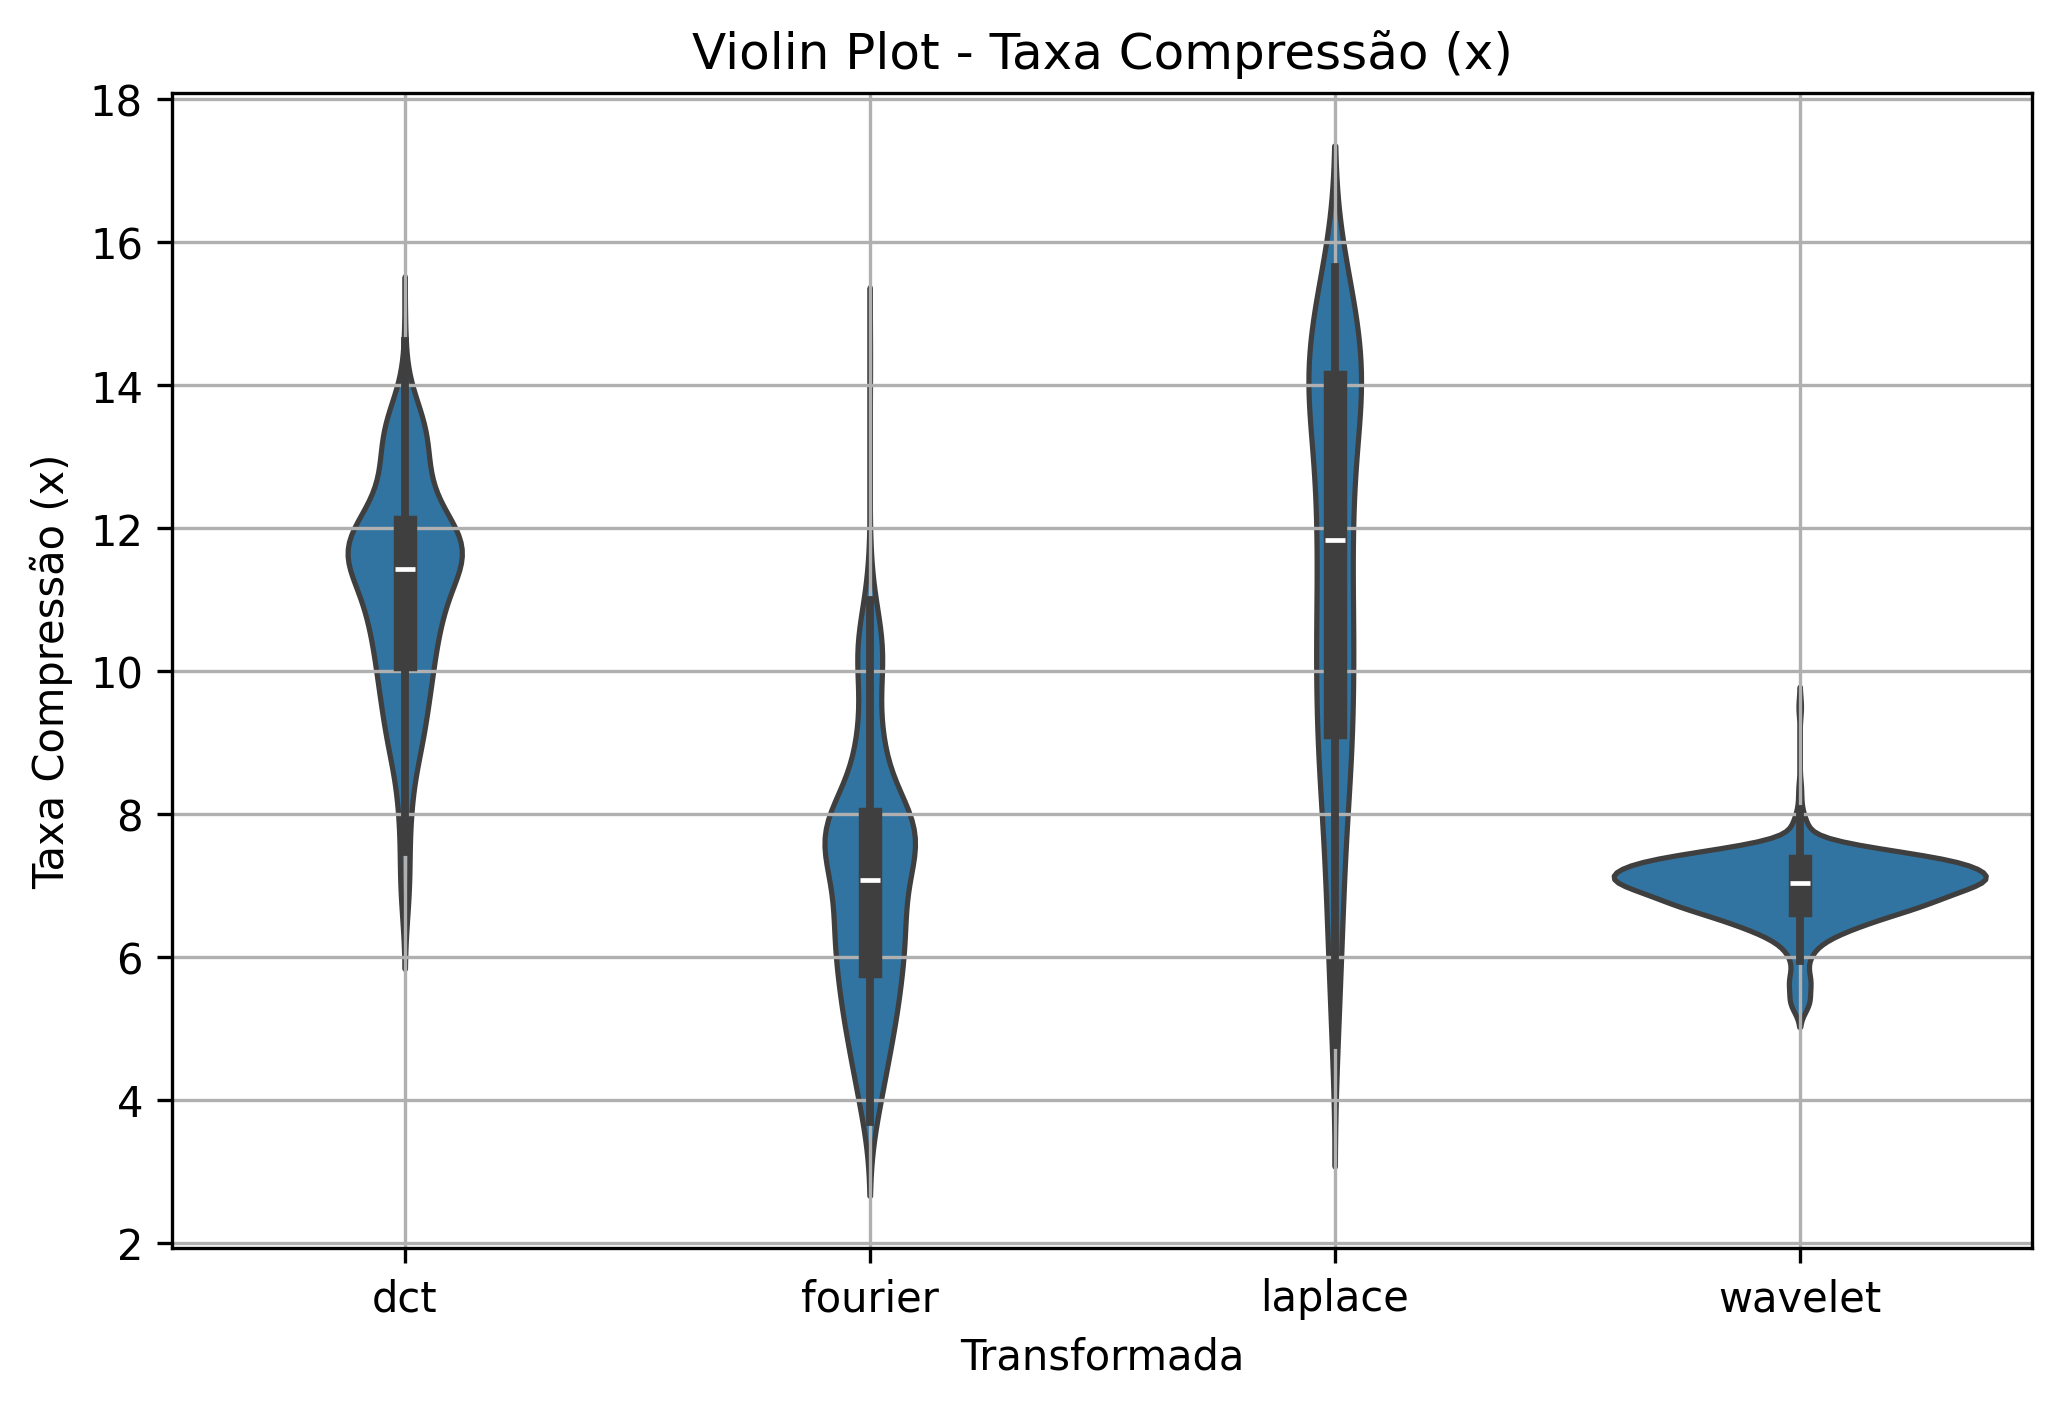 Violin Plot - Taxa Compressão (x)
Taxa Compressão (x)
18
16
14
12
10
8
6
4
2
dct fourier laplace wavelet
Transformada